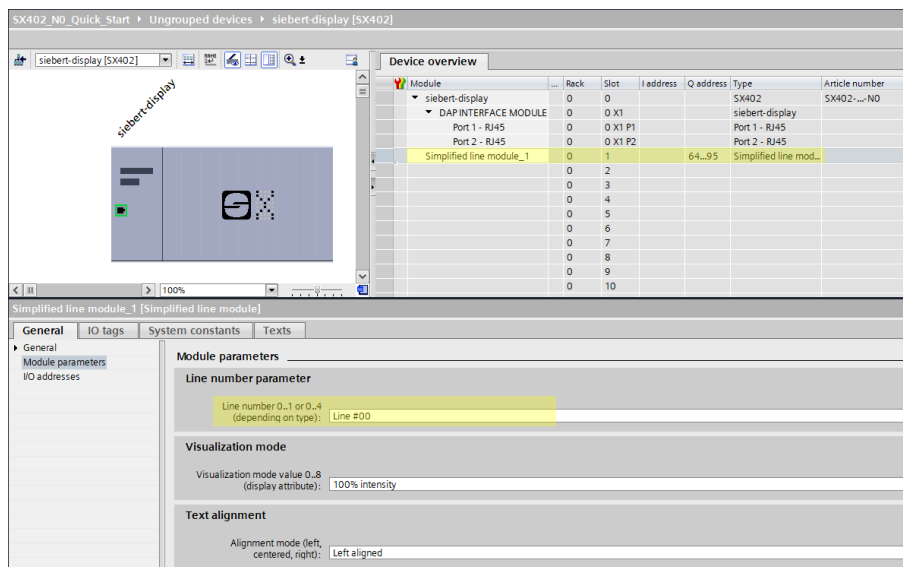 SX402_N0_Quick_Start ▸ Ungrouped devices ▸ siebert-display [SX402]
siebert-display [SX402]
Device overview
siebert-display
SX
100%
Module ... Rack Slot I address Q address Type Article number
siebert-display 0 0 SX402 SX402-...-N0
DAP INTERFACE MODULE 0 0 X1 siebert-display
Port 1 - RJ45 0 0 X1 P1 Port 1 - RJ45
Port 2 - RJ45 0 0 X1 P2 Port 2 - RJ45
Simplified line module_1 0 1 64...95 Simplified line mod...
0 2
0 3
0 4
0 5
0 6
0 7
0 8
0 9
0 10
Simplified line module_1 [Simplified line module]
General IO tags System constants Texts
General
Module parameters
I/O addresses
Module parameters
Line number parameter
Line number 0..1 or 0..4
(depending on type): Line #00
Visualization mode
Visualization mode value 0..8
(display attribute): 100% intensity
Text alignment
Alignment mode (left,
centered, right): Left aligned